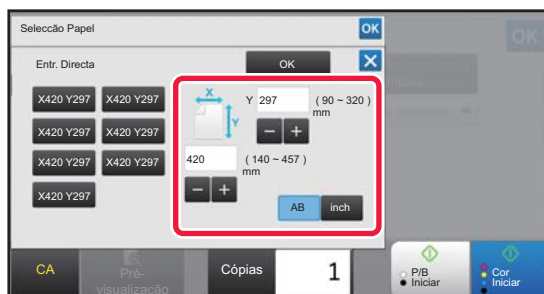 Seleccão Papel
OK
OK
Entr. Directa
OK
X420 Y297
X420 Y297
X420 Y297
X420 Y297
X420 Y297
X420 Y297
X420 Y297
X
Y
Y 297 (90 ~ 320)
mm
420 (140 ~ 457)
mm
AB inch
tamanho
CA
Pré-
visualização
Cópias 1
P/B
Iniciar
Cor
Iniciar